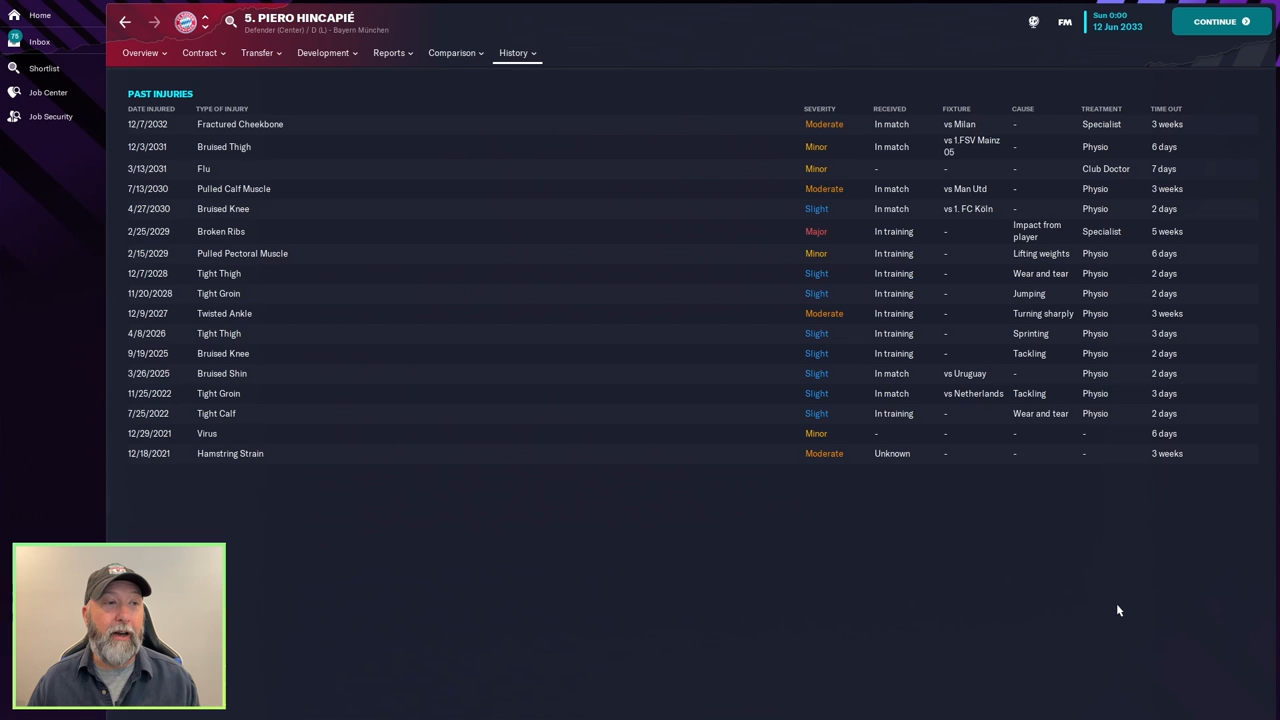 Home
75
Inbox
Shortlist
Job Center
Job Security
5. PIERO HINCAPIÉ
Defender (Center) / D (L) - Bayern München
FM
Sun 0:00
12 Jun 2033
CONTINUE
Overview
Contract
Transfer
Development
Reports
Comparison
History
PAST INJURIES
DATE INJURED TYPE OF INJURY SEVERITY RECEIVED FIXTURE CAUSE TREATMENT TIME OUT
12/7/2032 Fractured Cheekbone Moderate In match vs Milan - Specialist 3 weeks
12/3/2031 Bruised Thigh Minor In match vs 1.FSV Mainz 05 - Physio 6 days
3/13/2031 Flu Minor - - - Club Doctor 7 days
7/13/2030 Pulled Calf Muscle Moderate In match vs Man Utd - Physio 3 weeks
4/27/2030 Bruised Knee Slight In match vs 1. FC Köln - Physio 2 days
2/25/2029 Broken Ribs Major In training - Impact from player Specialist 5 weeks
2/15/2029 Pulled Pectoral Muscle Minor In training - Lifting weights Physio 6 days
12/7/2028 Tight Thigh Slight In training - Wear and tear Physio 2 days
11/20/2028 Tight Groin Slight In training - Jumping Physio 2 days
12/9/2027 Twisted Ankle Moderate In training - Turning sharply Physio 3 weeks
4/8/2026 Tight Thigh Slight In training - Sprinting Physio 3 days
9/19/2025 Bruised Knee Slight In training - Tackling Physio 2 days
3/26/2025 Bruised Shin Slight In match vs Uruguay - Physio 2 days
11/25/2022 Tight Groin Slight In match vs Netherlands Tackling Physio 3 days
7/25/2022 Tight Calf Slight In training - Wear and tear Physio 2 days
12/29/2021 Virus Minor - - - - 6 days
12/18/2021 Hamstring Strain Moderate Unknown - - - 3 weeks